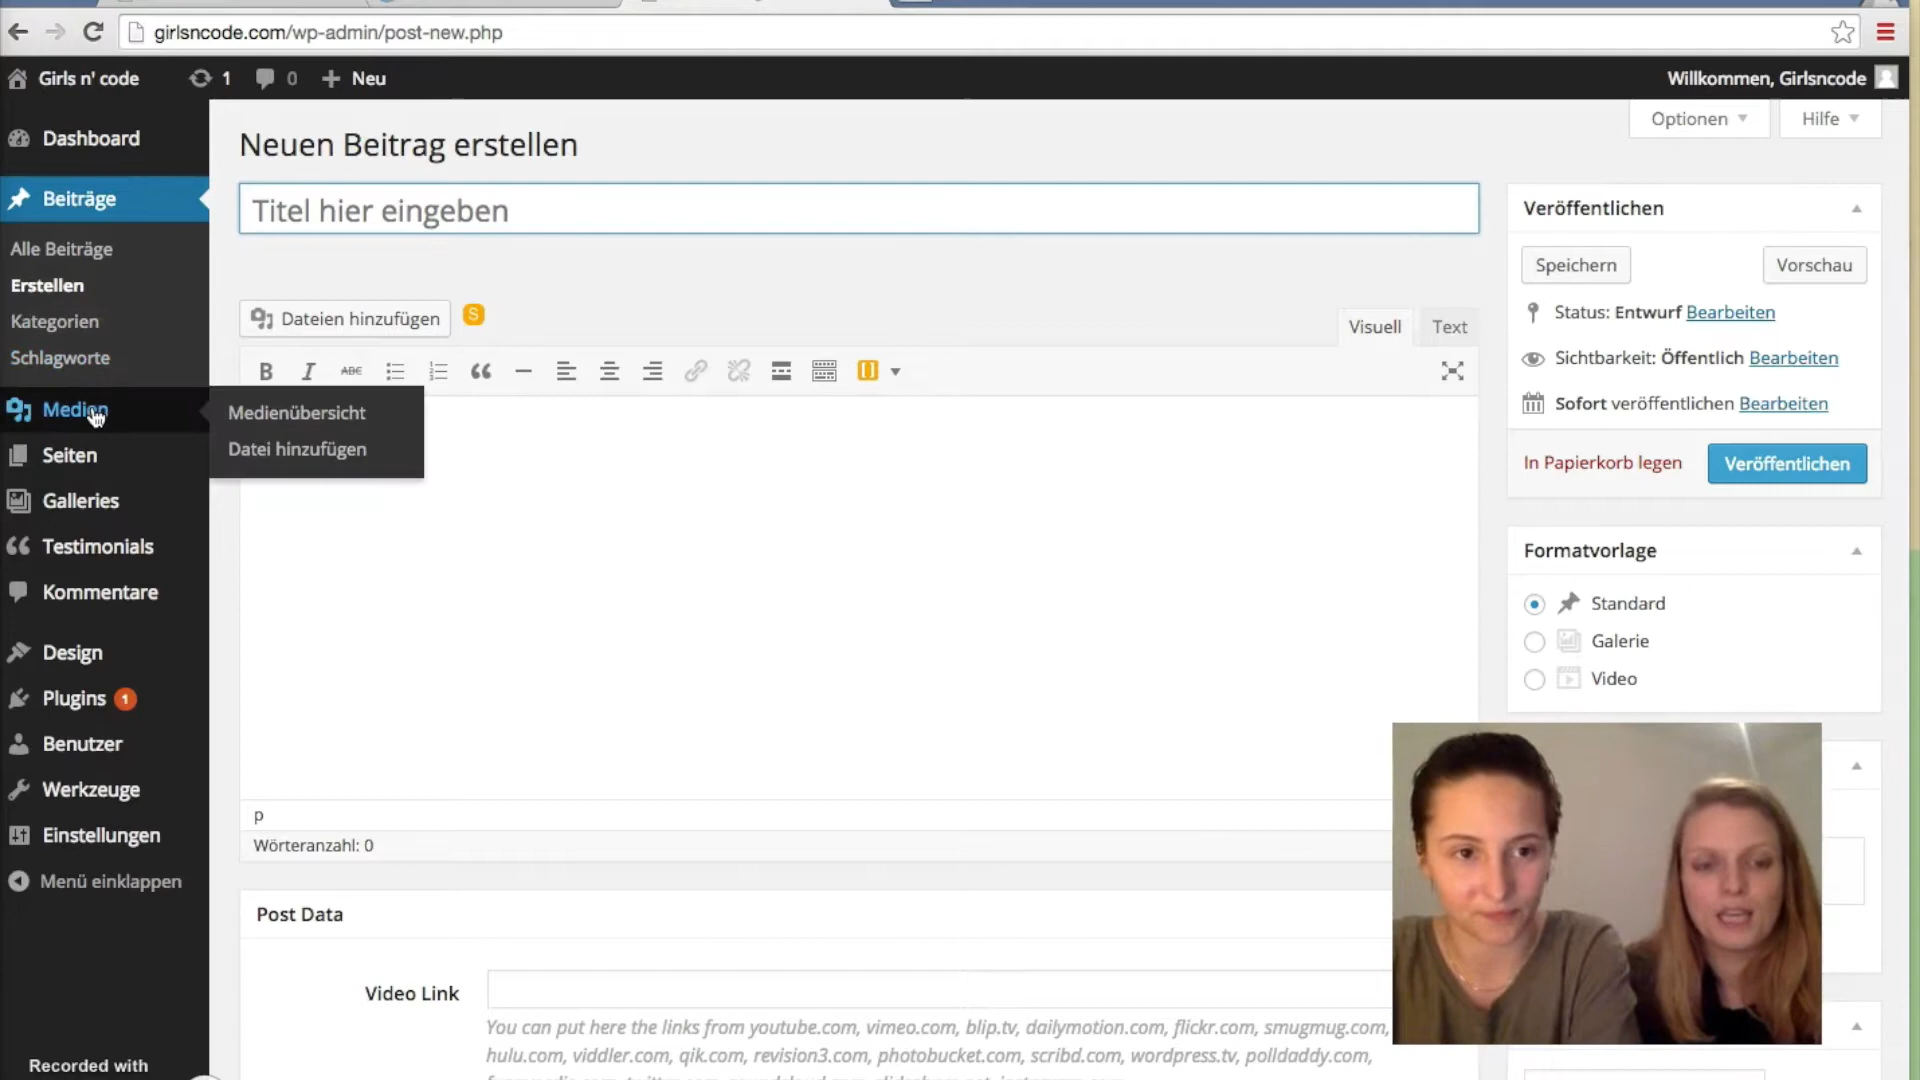 girlsncode.com/wp-admin/post-new.php
Girls n' code
1
0
Neu
Willkommen, Girlsncode
Dashboard
Beiträge
Alle Beiträge
Erstellen
Kategorien
Schlagworte
Medien
Medienübersicht
Datei hinzufügen
Seiten
Galleries
Testimonials
Kommentare
Design
Plugins 1
Benutzer
Werkzeuge
Einstellungen
Menü einklappen
Recorded with
Optionen
Hilfe
Neuen Beitrag erstellen
Titel hier eingeben
Dateien hinzufügen
S
Visuell
Text
B I ABC
p
Wörteranzahl: 0
Post Data
Video Link
You can put here the links from youtube.com, vimeo.com, blip.tv, dailymotion.com, flickr.com, smugmug.com,
hulu.com, viddler.com, qik.com, revision3.com, photobucket.com, scribd.com, wordpress.tv, polldaddy.com,
Veröffentlichen
Speichern
Vorschau
Status: Entwurf Bearbeiten
Sichtbarkeit: Öffentlich Bearbeiten
Sofort veröffentlichen Bearbeiten
In Papierkorb legen
Veröffentlichen
Formatvorlage
Standard
Galerie
Video